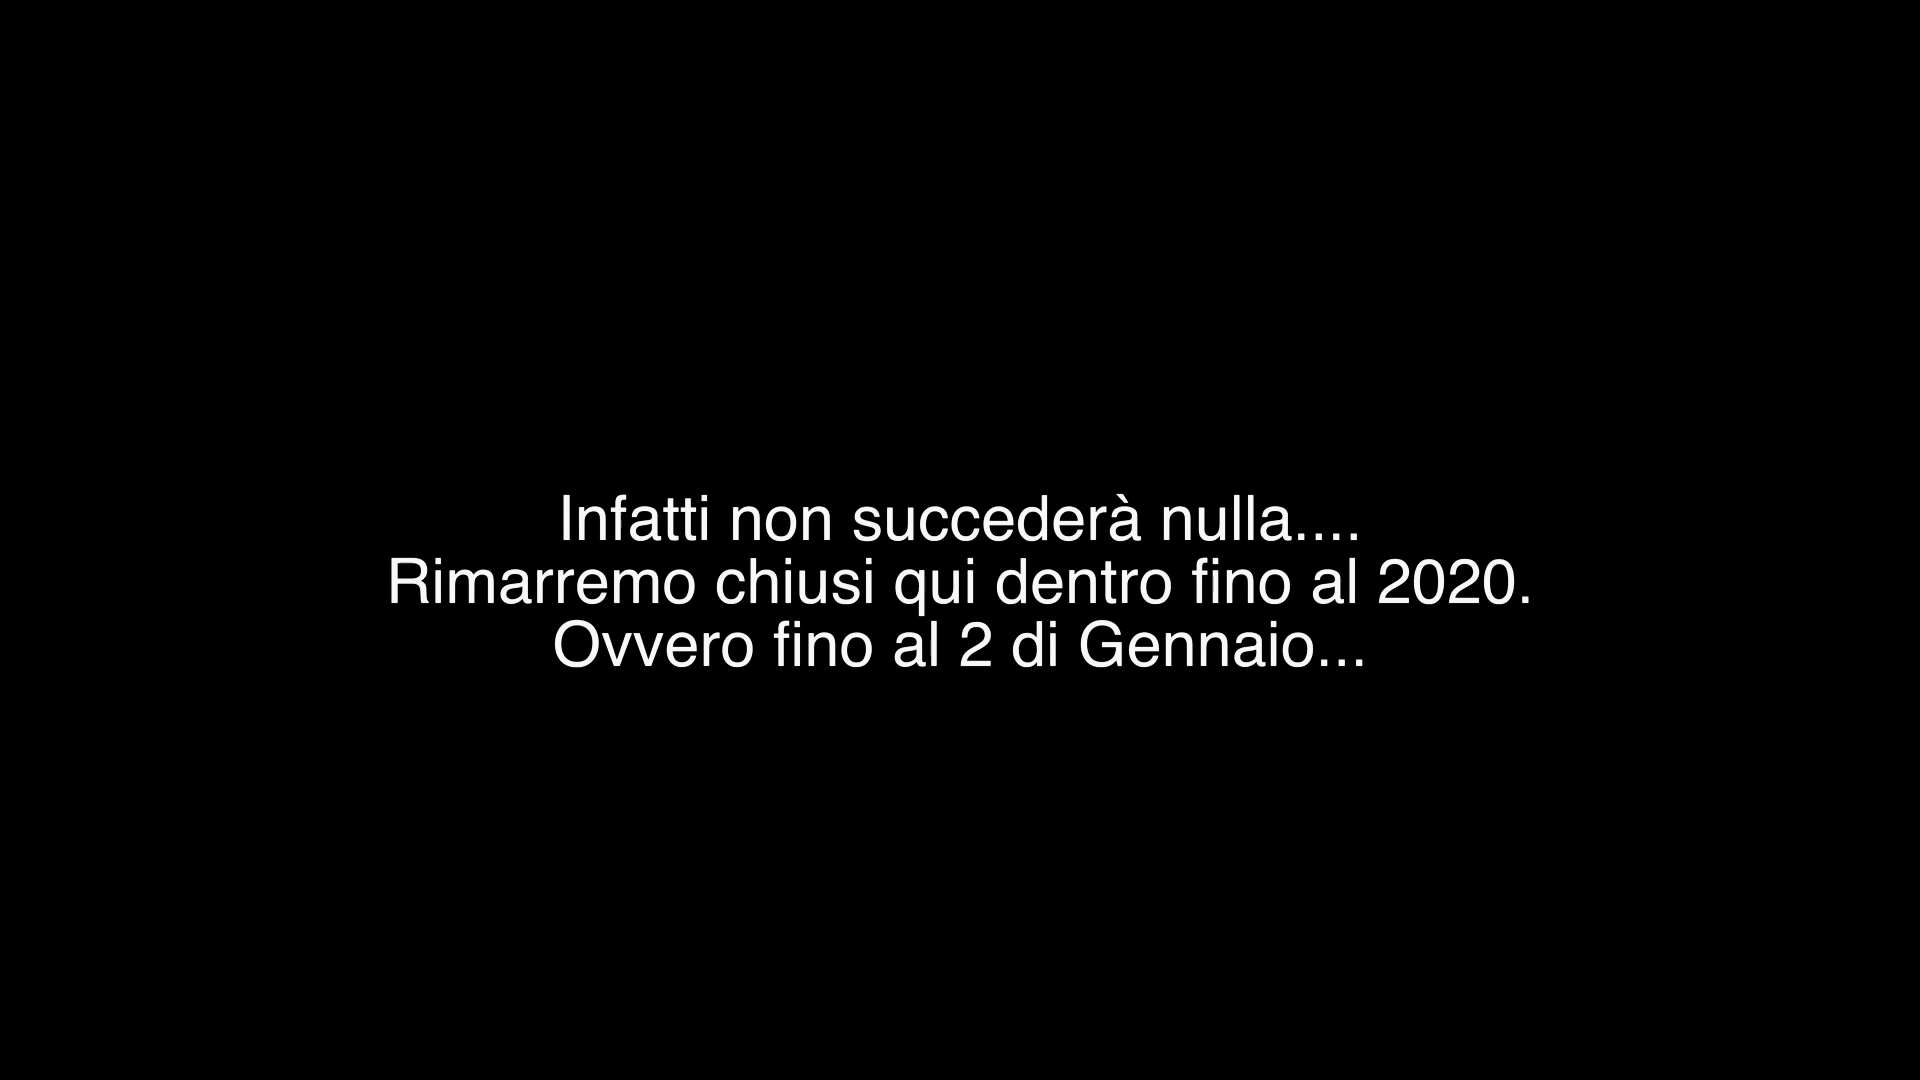 Infatti non succederà nulla....
Rimarremo chiusi qui dentro fino al 2020.
Ovvero fino al 2 di Gennaio...